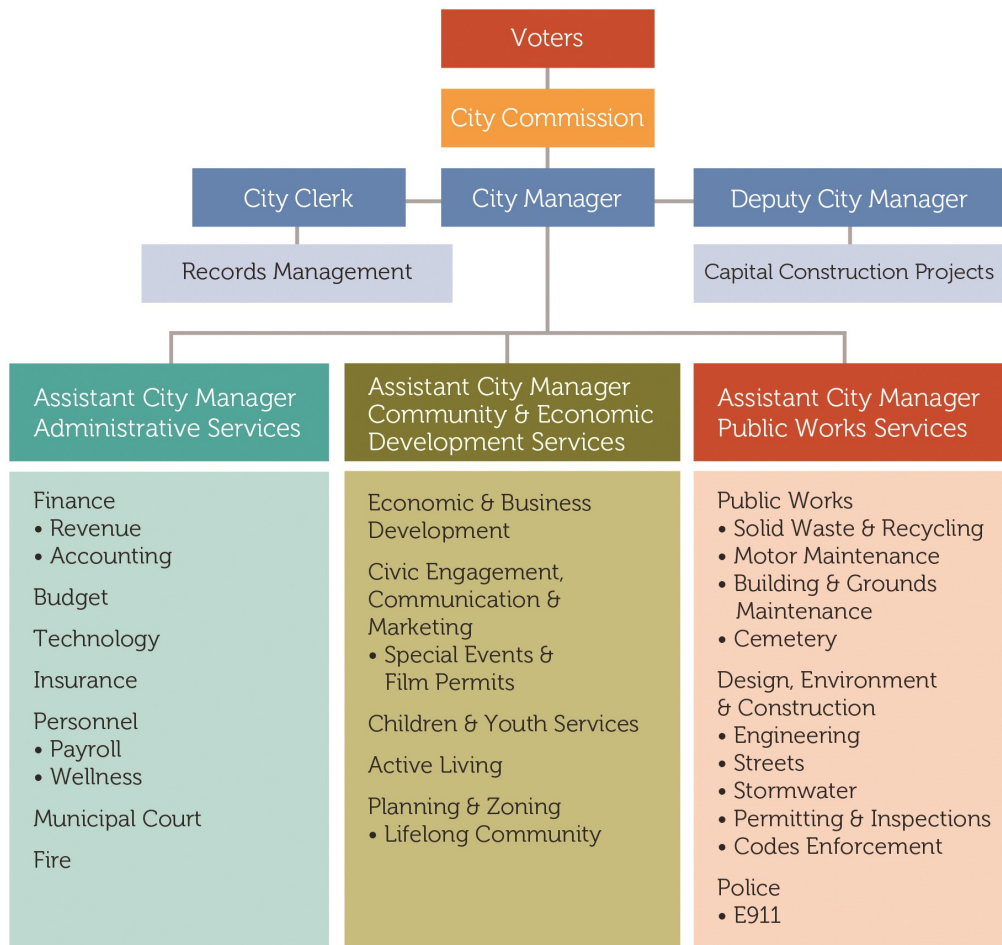 Voters
City Commission
City Clerk
City Manager
Deputy City Manager
Records Management
Capital Construction Projects
Assistant City Manager
Administrative Services
Finance
• Revenue
• Accounting
Budget
Technology
Insurance
Personnel
• Payroll
• Wellness
Municipal Court
Fire
Assistant City Manager
Community & Economic
Development Services
Economic & Business
Development
Civic Engagement,
Communication &
Marketing
• Special Events &
Film Permits
Children & Youth Services
Active Living
Planning & Zoning
• Lifelong Community
Assistant City Manager
Public Works Services
Public Works
• Solid Waste & Recycling
• Motor Maintenance
• Building & Grounds
Maintenance
• Cemetery
Design, Environment
& Construction
• Engineering
• Streets
• Stormwater
• Permitting & Inspections
• Codes Enforcement
Police
• E911